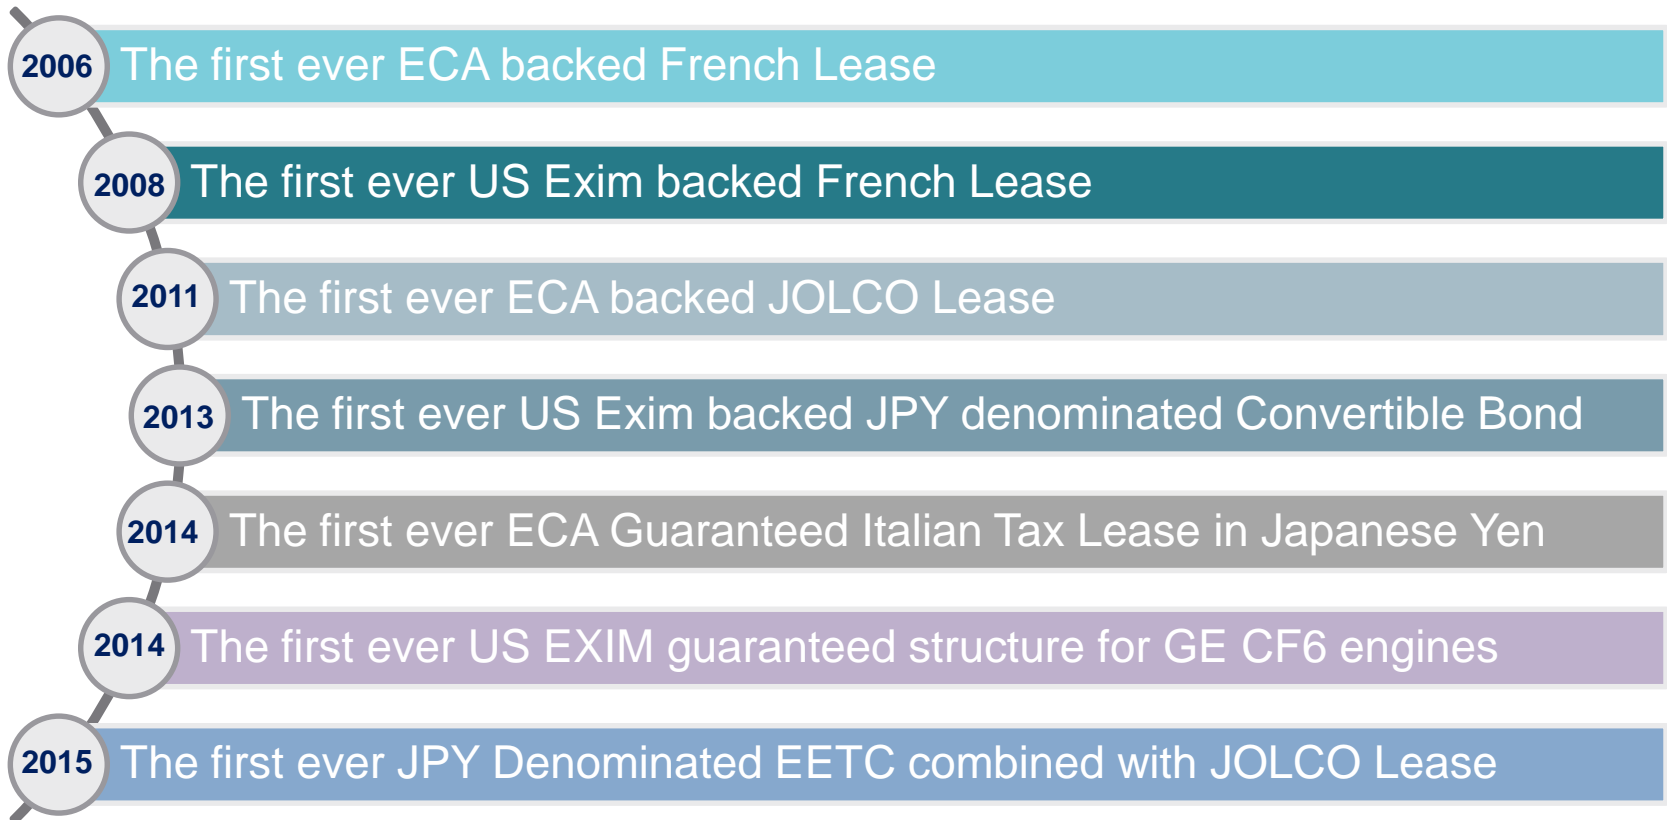 2006 The first ever ECA backed French Lease
2008 The first ever US Exim backed French Lease
2011 The first ever ECA backed JOLCO Lease
2013 The first ever US Exim backed JPY denominated Convertible Bond
2014 The first ever ECA Guaranteed Italian Tax Lease in Japanese Yen
2014 The first ever US EXIM guaranteed structure for GE CF6 engines
2015 The first ever JPY Denominated EETC combined with JOLCO Lease